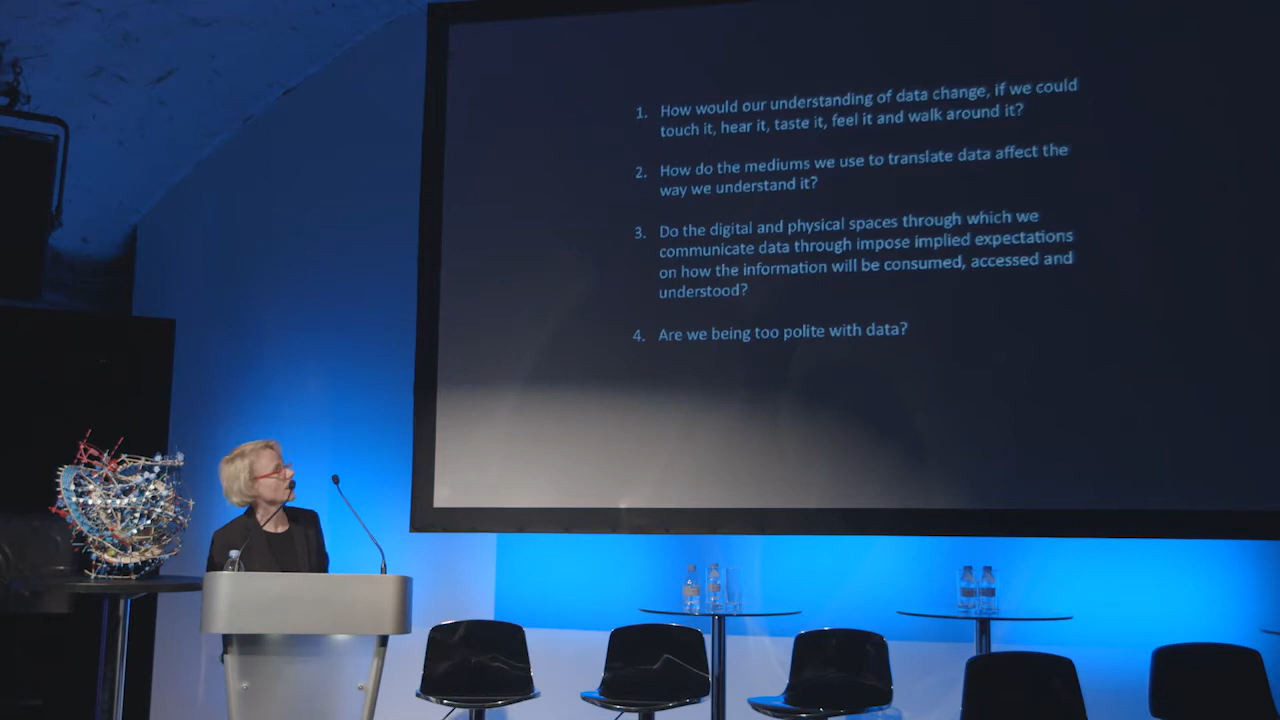 1. How would our understanding of data change, if we could
touch it, hear it, taste it, feel it and walk around it?
2. How do the mediums we use to translate data affect the
way we understand it?
3. Do the digital and physical spaces through which we
communicate data through impose implied expectations
on how the information will be consumed, accessed and
understood?
4. Are we being too polite with data?